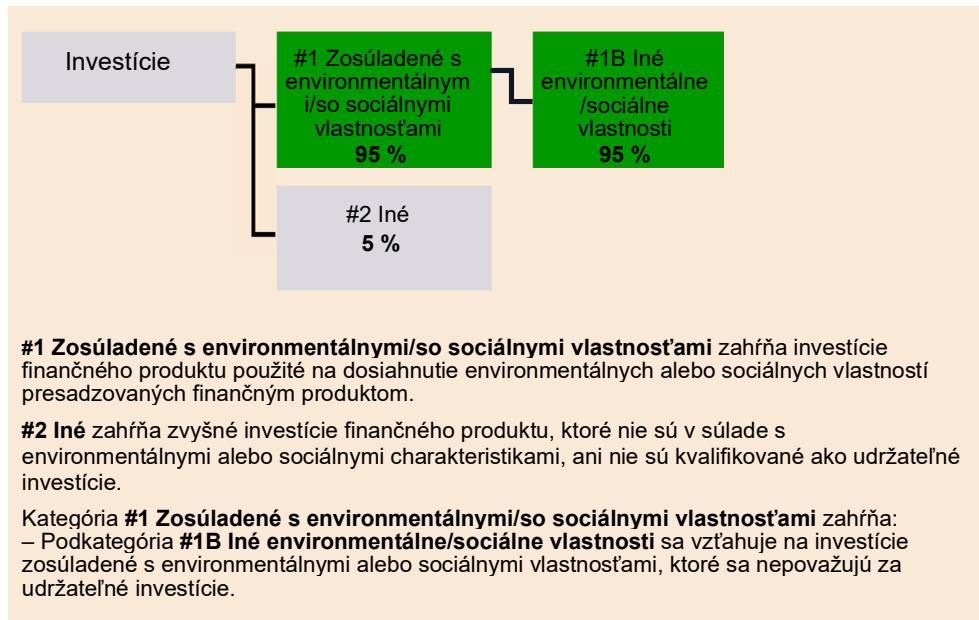 Investície
#1 Zosúladené s
environmentálnym
i/so sociálnymi
vlastnosťami
95 %
#1B Iné
environmentálne
/sociálne
vlastnosti
95 %
#2 Iné
5 %
#1 Zosúladené s environmentálnymi/so sociálnymi vlastnosťami zahŕňa investície
finančného produktu použité na dosiahnutie environmentálnych alebo sociálnych vlastností
presadzovaných finančným produktom.
#2 Iné zahŕňa zvyšné investície finančného produktu, ktoré nie sú v súlade s
environmentálnymi alebo sociálnymi charakteristikami, ani nie sú kvalifikované ako udržateľné
investície.
Kategória #1 Zosúladené s environmentálnymi/so sociálnymi vlastnosťami zahŕňa:
– Podkategória #1B Iné environmentálne/sociálne vlastnosti sa vzťahuje na investície
zosúladené s environmentálnymi alebo sociálnymi vlastnosťami, ktoré sa nepovažujú za
udržateľné investície.